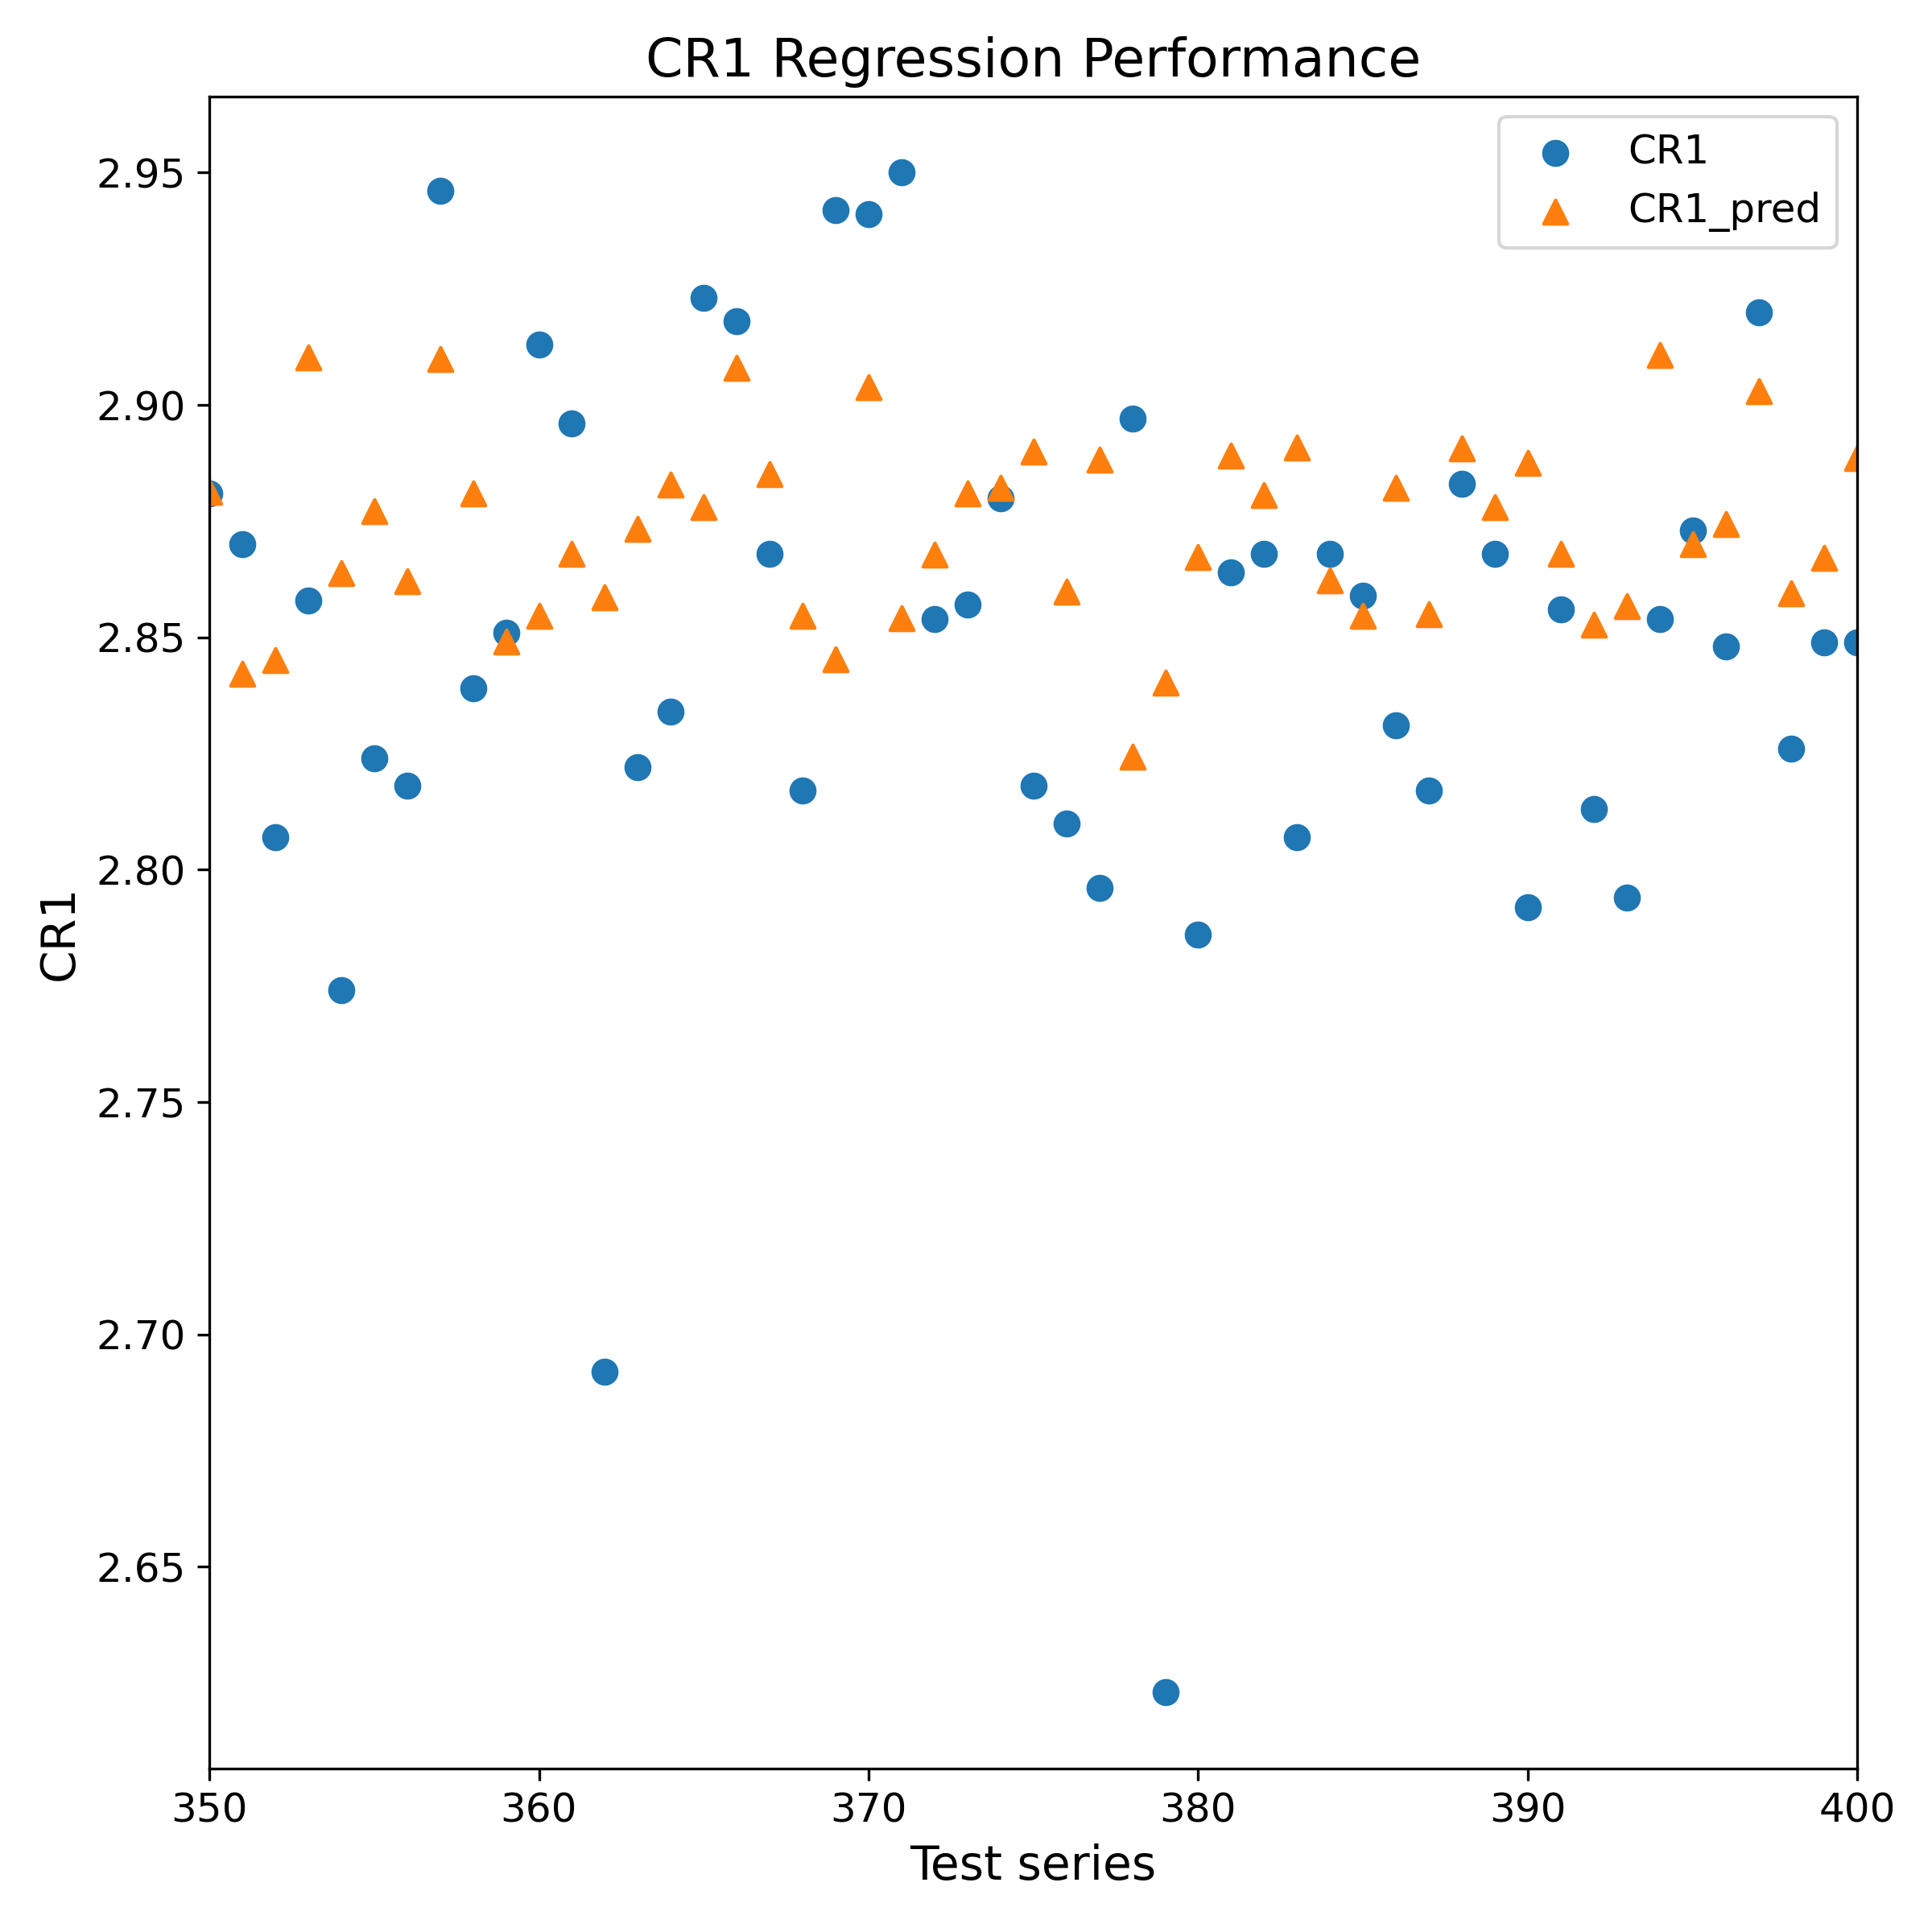 CR1 Regression Performance
CR1
CR1_pred
2.95
2.90
2.85
2.80
2.75
2.70
2.65
CR1
350 360 370 380 390 400
Test series